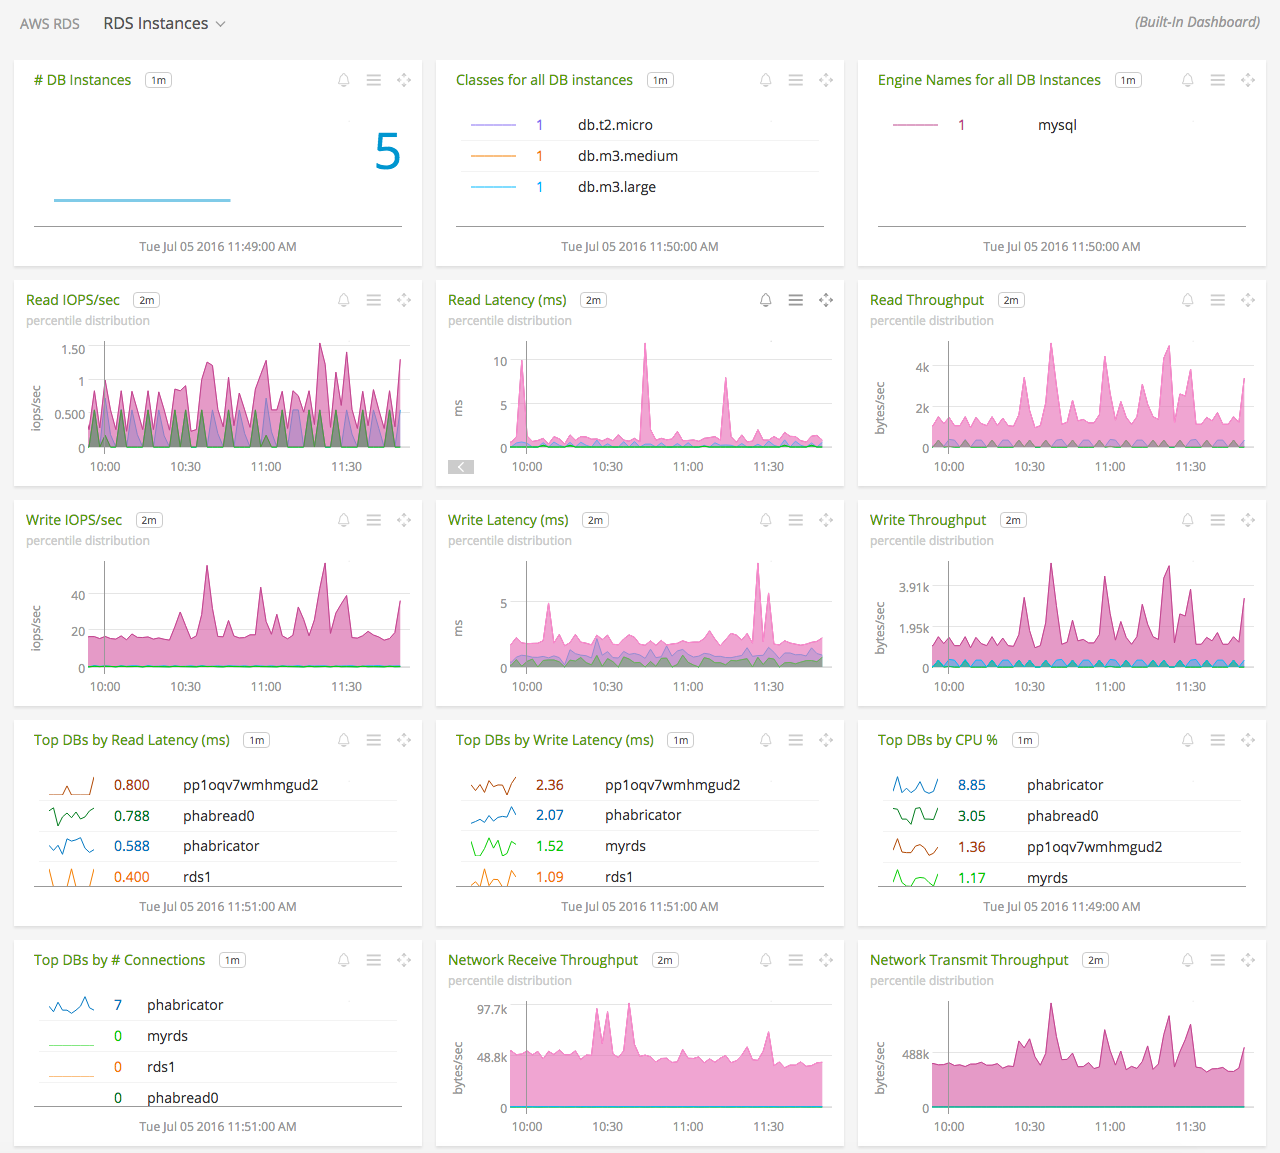 AWS RDS RDS Instances (Built-In Dashboard)
# DB Instances 1m
5
Tue Jul 05 2016 11:49:00 AM
Classes for all DB instances 1m
1 db.t2.micro
1 db.m3.medium
1 db.m3.large
Tue Jul 05 2016 11:50:00 AM
Engine Names for all DB Instances 1m
1 mysql
Tue Jul 05 2016 11:50:00 AM
Read IOPS/sec 2m
percentile distribution
iops/sec
1.50
1
0.500
0
10:00 10:30 11:00 11:30
Read Latency (ms) 2m
percentile distribution
ms
10
5
0
10:00 10:30 11:00 11:30
Read Throughput 2m
percentile distribution
bytes/sec
4k
2k
0
10:00 10:30 11:00 11:30
Write IOPS/sec 2m
percentile distribution
iops/sec
40
20
0
10:00 10:30 11:00 11:30
Write Latency (ms) 2m
percentile distribution
ms
5
0
10:00 10:30 11:00 11:30
Write Throughput 2m
percentile distribution
bytes/sec
3.91k
1.95k
0
10:00 10:30 11:00 11:30
Top DBs by Read Latency (ms) 1m
0.800 pp1oqv7wmhmgud2
0.788 phabread0
0.588 phabricator
0.400 rds1
Tue Jul 05 2016 11:51:00 AM
Top DBs by Write Latency (ms) 1m
2.36 pp1oqv7wmhmgud2
2.07 phabricator
1.52 myrds
1.09 rds1
Tue Jul 05 2016 11:51:00 AM
Top DBs by CPU % 1m
8.85 phabricator
3.05 phabread0
1.36 pp1oqv7wmhmgud2
1.17 myrds
Tue Jul 05 2016 11:49:00 AM
Top DBs by # Connections 1m
7 phabricator
0 myrds
0 rds1
0 phabread0
Tue Jul 05 2016 11:51:00 AM
Network Receive Throughput 2m
percentile distribution
bytes/sec
97.7k
48.8k
0
10:00 10:30 11:00 11:30
Network Transmit Throughput 2m
percentile distribution
bytes/sec
488k
0
10:00 10:30 11:00 11:30